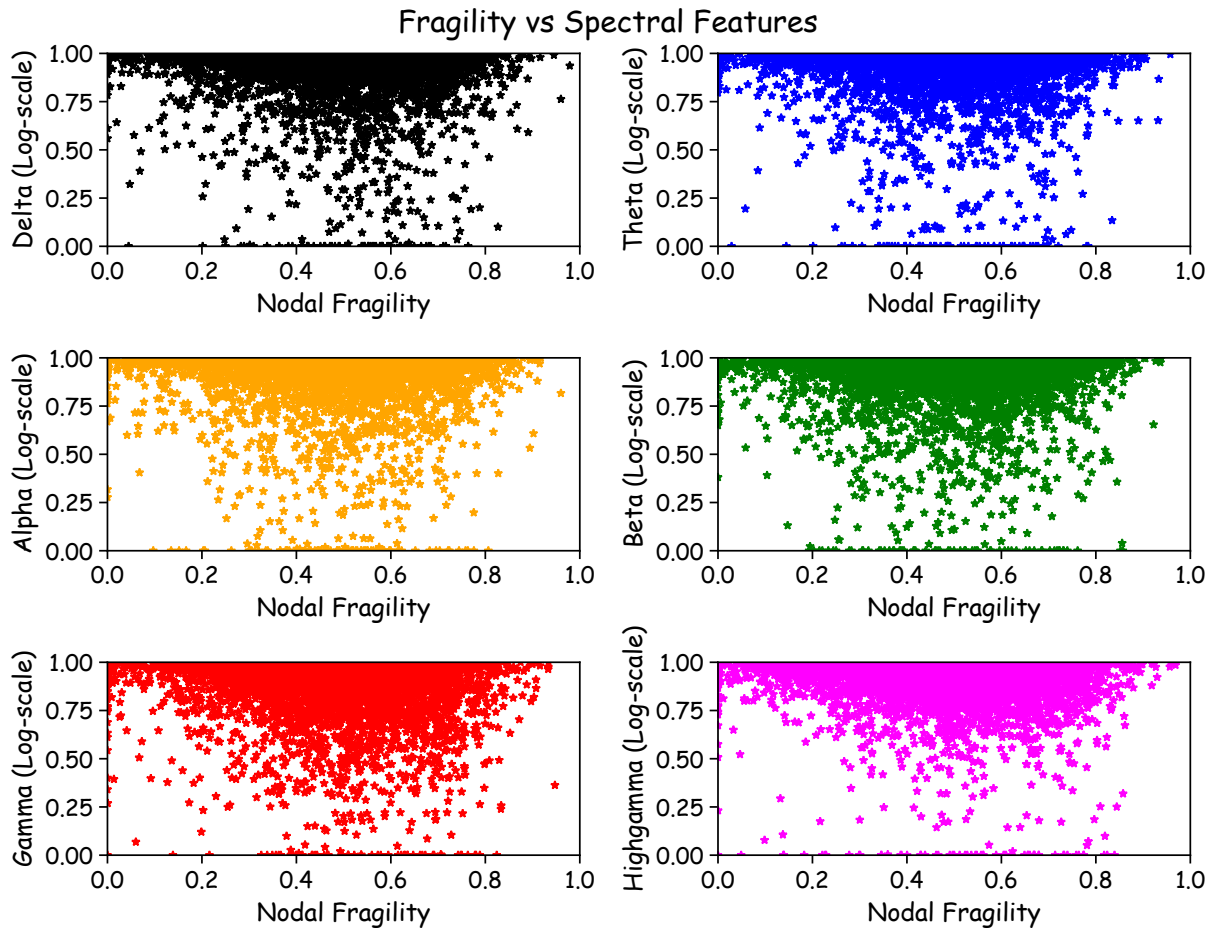 Fragility vs Spectral Features
Delta (Log-scale)
1.00
0.75
0.50
0.25
0.00
0.0 0.2 0.4 0.6 0.8 1.0
Nodal Fragility
Theta (Log-scale)
1.00
0.75
0.50
0.25
0.00
0.0 0.2 0.4 0.6 0.8 1.0
Nodal Fragility
Alpha (Log-scale)
1.00
0.75
0.50
0.25
0.00
0.0 0.2 0.4 0.6 0.8 1.0
Nodal Fragility
Beta (Log-scale)
1.00
0.75
0.50
0.25
0.00
0.0 0.2 0.4 0.6 0.8 1.0
Nodal Fragility
Gamma (Log-scale)
1.00
0.75
0.50
0.25
0.00
0.0 0.2 0.4 0.6 0.8 1.0
Nodal Fragility
Highgamma (Log-scale)
1.00
0.75
0.50
0.25
0.00
0.0 0.2 0.4 0.6 0.8 1.0
Nodal Fragility